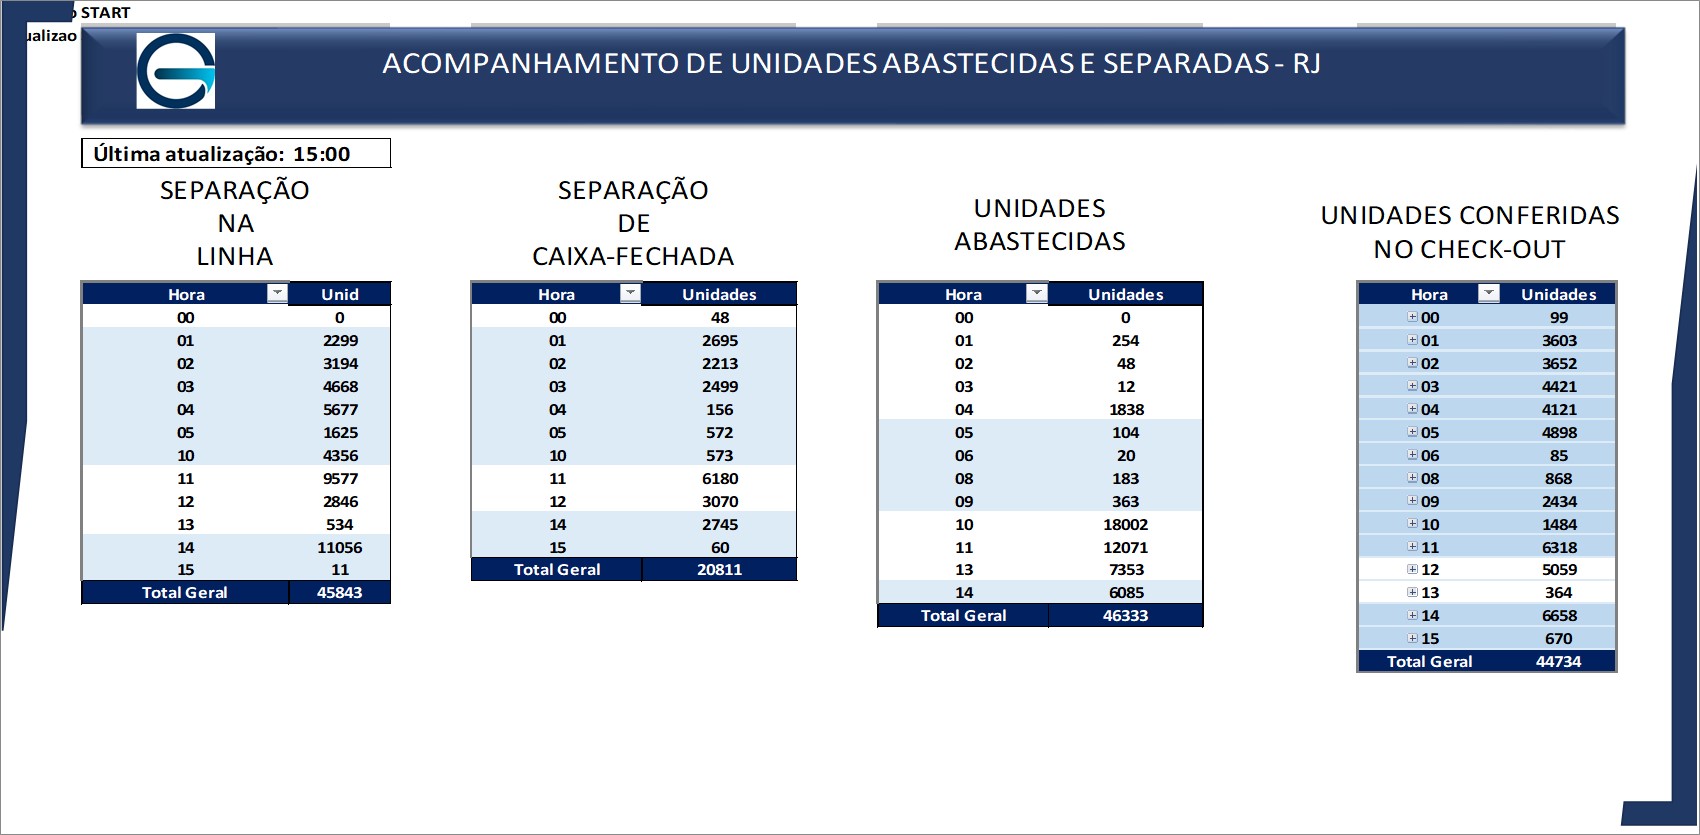 START
ualizao
ACOMPANHAMENTO DE UNIDADES ABASTECIDAS E SEPARADAS - RJ
Última atualização: 15:00
SEPARAÇÃO
NA
LINHA
Hora Unid
00 0
01 2299
02 3194
03 4668
04 5677
05 1625
10 4356
11 9577
12 2846
13 534
14 11056
15 11
Total Geral 45843
SEPARAÇÃO
DE
CAIXA-FECHADA
Hora Unidades
00 48
01 2695
02 2213
03 2499
04 156
05 572
10 573
11 6180
12 3070
14 2745
15 60
Total Geral 20811
UNIDADES
ABASTECIDAS
Hora Unidades
00 0
01 254
02 48
03 12
04 1838
05 104
06 20
08 183
09 363
10 18002
11 12071
13 7353
14 6085
Total Geral 46333
UNIDADES CONFERIDAS
NO CHECK-OUT
Hora Unidades
00 99
01 3603
02 3652
03 4421
04 4121
05 4898
06 85
08 868
09 2434
10 1484
11 6318
12 5059
13 364
14 6658
15 670
Total Geral 44734